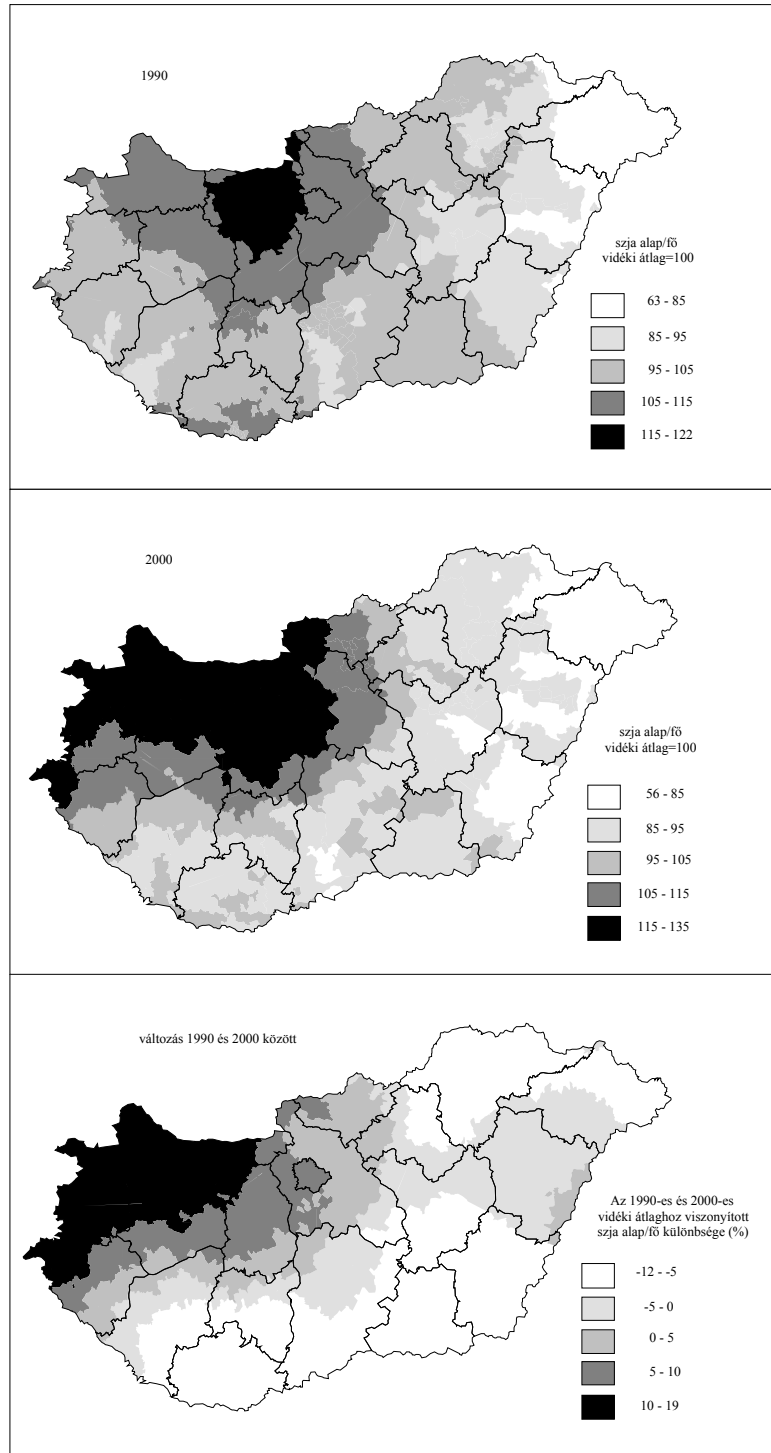 1990
szja alap/fő
vidéki átlag=100
63 - 85
85 - 95
95 - 105
105 - 115
115 - 122
2000
szja alap/fő
vidéki átlag=100
56 - 85
85 - 95
95 - 105
105 - 115
115 - 135
változás 1990 és 2000 között
Az 1990-es és 2000-es
vidéki átlaghoz viszonyított
szja alap/fő különbsége (%)
-12 - -5
-5 - 0
0 - 5
5 - 10
10 - 19